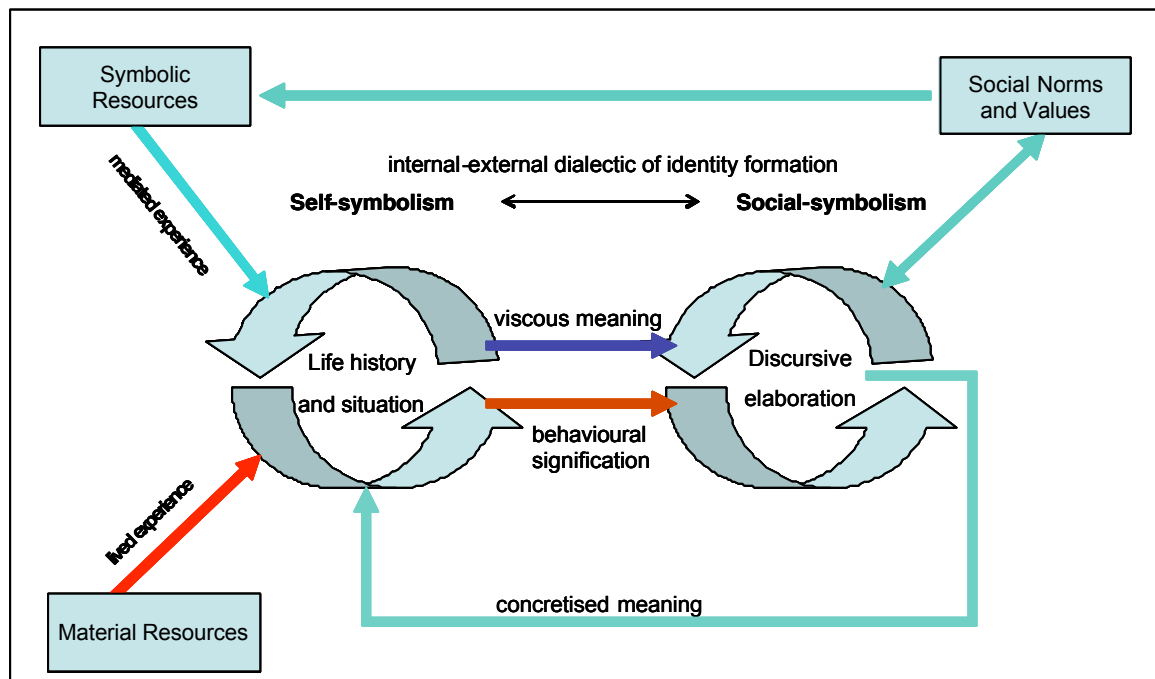 Symbolic
Resources
Social Norms
and Values
internal-external dialectic of identity formation
Self-symbolism
Social-symbolism
mediated experience
viscous meaning
Life history
and situation
Discursive
elaboration
behavioural
signification
lived experience
concretised meaning
Material Resources